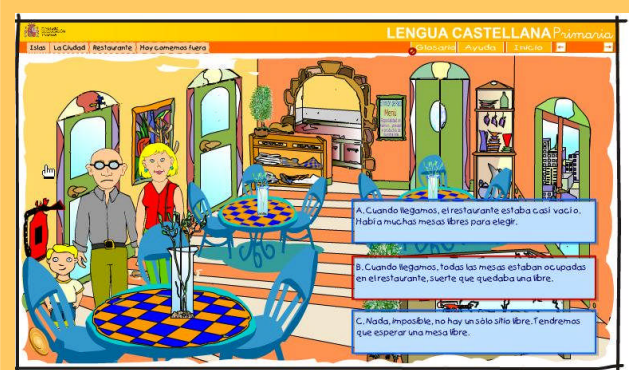 LENGUA CASTELLANA Primaria
Islas La Ciudad Restaurante Hoy comemos fuera
Glosario Ayuda Inicio
Menú
A. Cuando llegamos, el restaurante estaba casi vacío.
Había muchas mesas libres para elegir.
B. Cuando llegamos, todas las mesas estaban ocupadas
en el restaurante, suerte que quedaba una libre.
C. Nada, imposible, no hay un sólo sitio libre. Tendremos
que esperar una mesa libre.